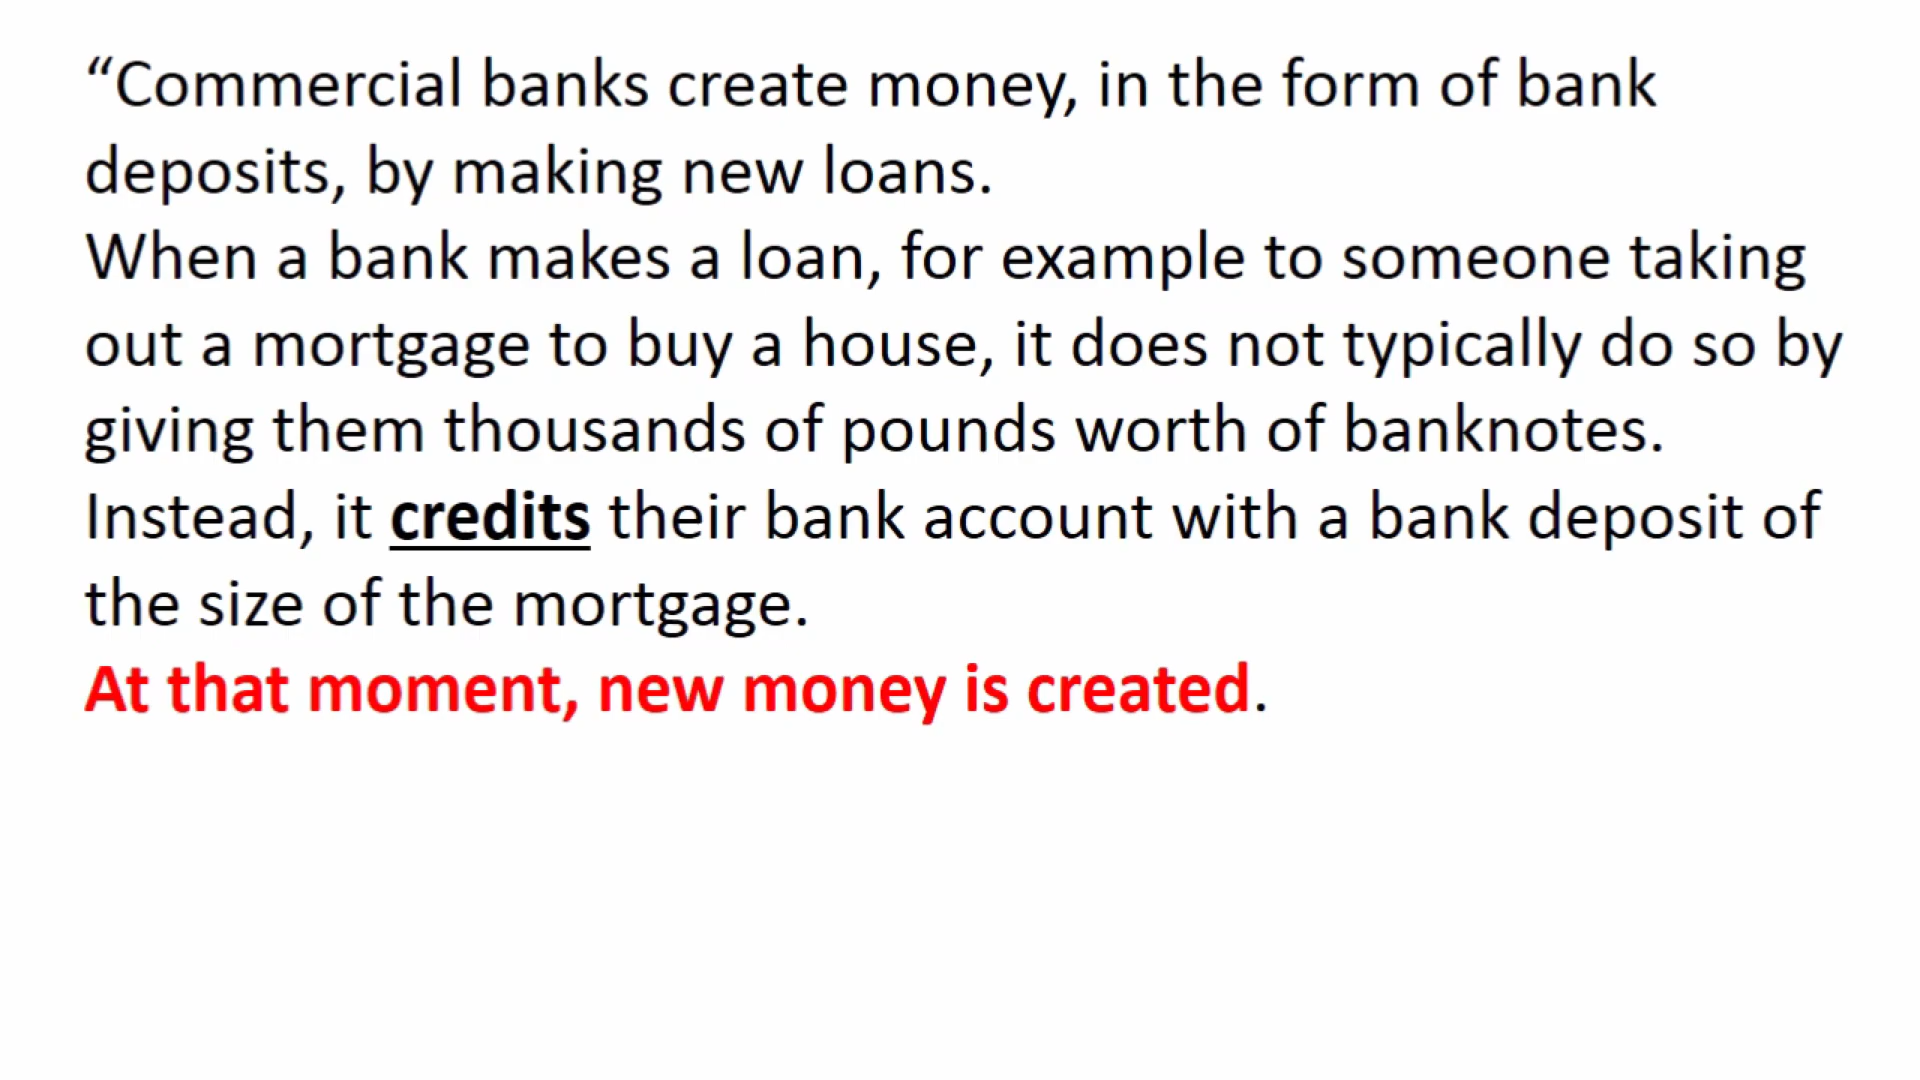 “Commercial banks create money, in the form of bank
deposits, by making new loans.
When a bank makes a loan, for example to someone taking
out a mortgage to buy a house, it does not typically do so by
giving them thousands of pounds worth of banknotes.
Instead, it credits their bank account with a bank deposit of
the size of the mortgage.
At that moment, new money is created.